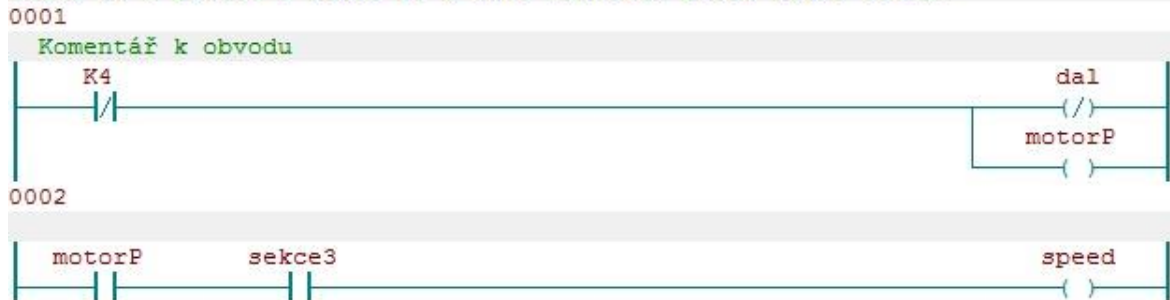 0001
Komentář k obvodu
K4 dal
motorP
0002
motorP sekce3 speed